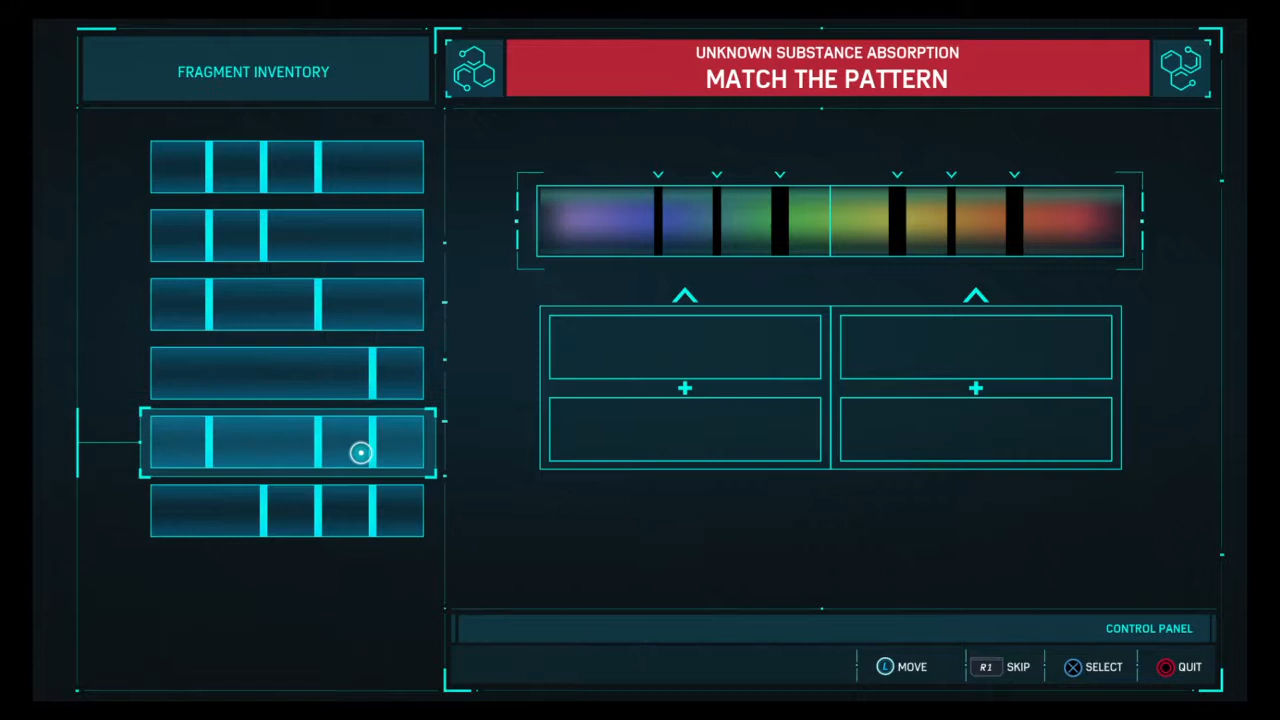 FRAGMENT INVENTORY
UNKNOWN SUBSTANCE ABSORPTION
MATCH THE PATTERN
CONTROL PANEL
L MOVE R1 SKIP SELECT QUIT